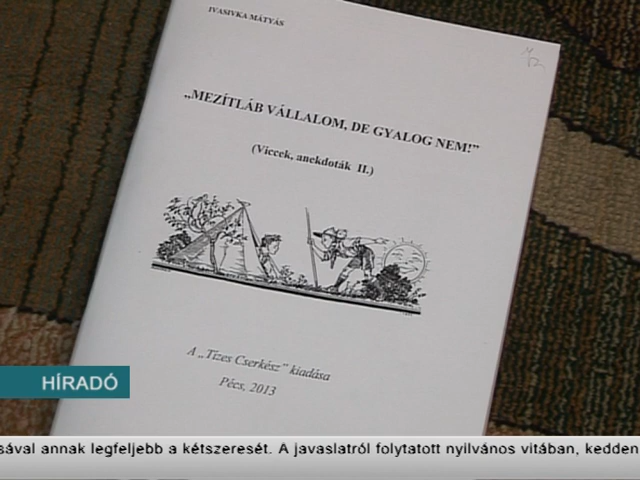 IVASIVKA MÁTYÁS
„MEZÍTLÁB VÁLLALOM, DE GYALOG NEM!”
(Viccek, anekdoták II.)
A „Tízes Cserkész” kiadása
Pécs, 2013
HÍRADÓ
sával annak legfeljebb a kétszeresét. A javaslatról folytatott nyilvános vitában, kedden